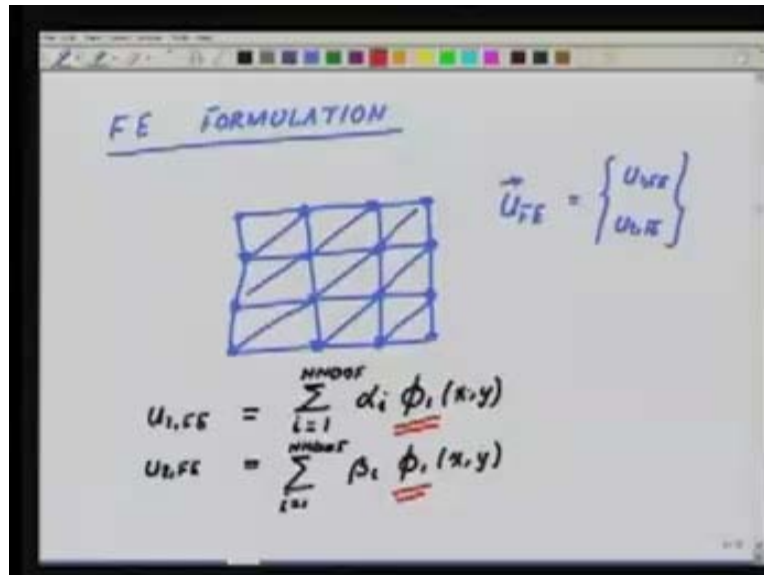 FE FORMULATION
U⃗FE = { U1,FE
U2,FE }
U1,FE = Σ i=1 NNODE αi ϕi (x,y)
U2,FE = Σ i=1 NNODE βi ϕi (x,y)